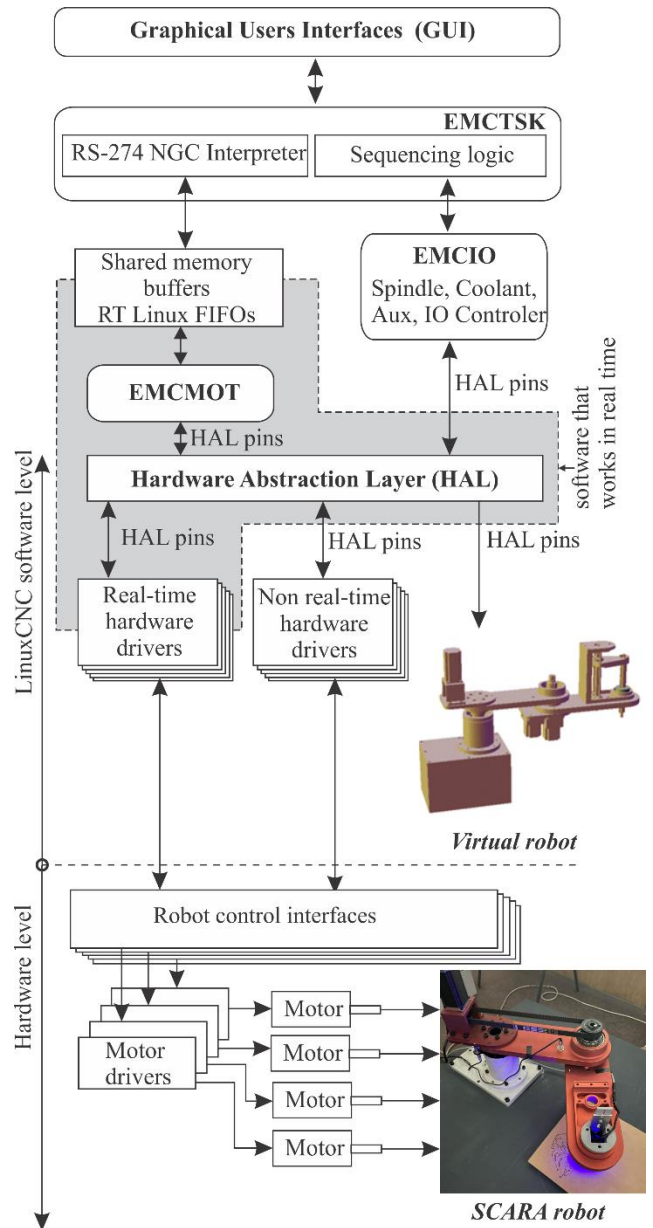 Graphical Users Interfaces (GUI)
EMCTSK
RS-274 NGC Interpreter
Sequencing logic
Shared memory
buffers
RT Linux FIFOs
EMCIO
Spindle, Coolant,
Aux, IO Controler
EMCMOT
HAL pins
HAL pins
software that
works in real time
Hardware Abstraction Layer (HAL)
HAL pins
HAL pins
HAL pins
LinuxCNC software level
Real-time
hardware
drivers
Non real-time
hardware
drivers
Virtual robot
Hardware level
Robot control interfaces
Motor
drivers
Motor
Motor
Motor
Motor
SCARA robot